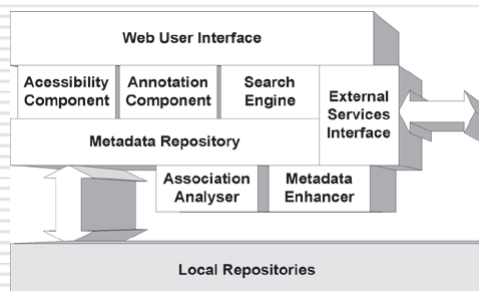 Web User Interface
Acessibility
Component
Annotation
Component
Search
Engine
External
Services
Interface
Metadata Repository
Association
Analyser
Metadata
Enhancer
Local Repositories